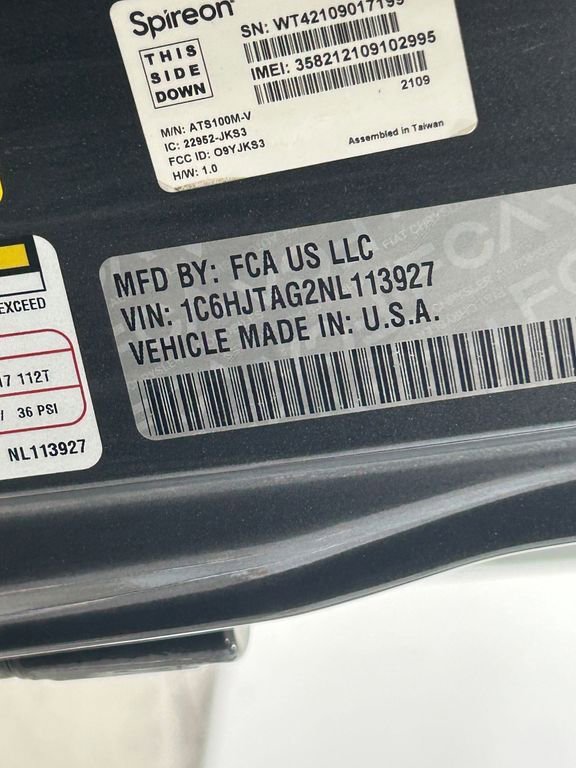 Spireon
SN: WT42109017199
THIS
SIDE
DOWN
IMEI: 358212109102995
2109
M/N: ATS100M-V
IC: 22952-JKS3
FCC ID: O9YJKS3
H/W: 1.0
Assembled in Taiwan
EXCEED
MFD BY: FCA US LLC
VIN: 1C6HJTAG2NL113927
VEHICLE MADE IN: U.S.A.
17 112T
/ 36 PSI
NL113927